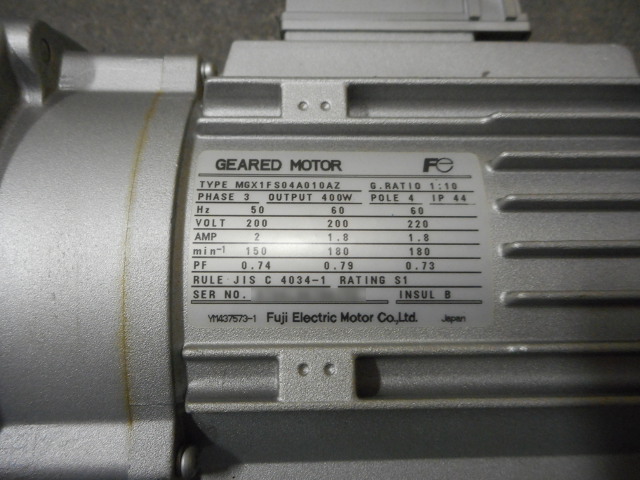 GEARED MOTOR FE
TYPE MGX1FS04A010AZ G.RATIO 1:10
PHASE 3 OUTPUT 400W POLE 4 IP 44
Hz 50 60 60
VOLT 200 200 220
AMP 2 1.8 1.8
min⁻¹ 150 180 180
PF 0.74 0.79 0.73
RULE JIS C 4034-1 RATING S1
SER NO. INSUL B
YM437573-1 Fuji Electric Motor Co,Ltd. Japan